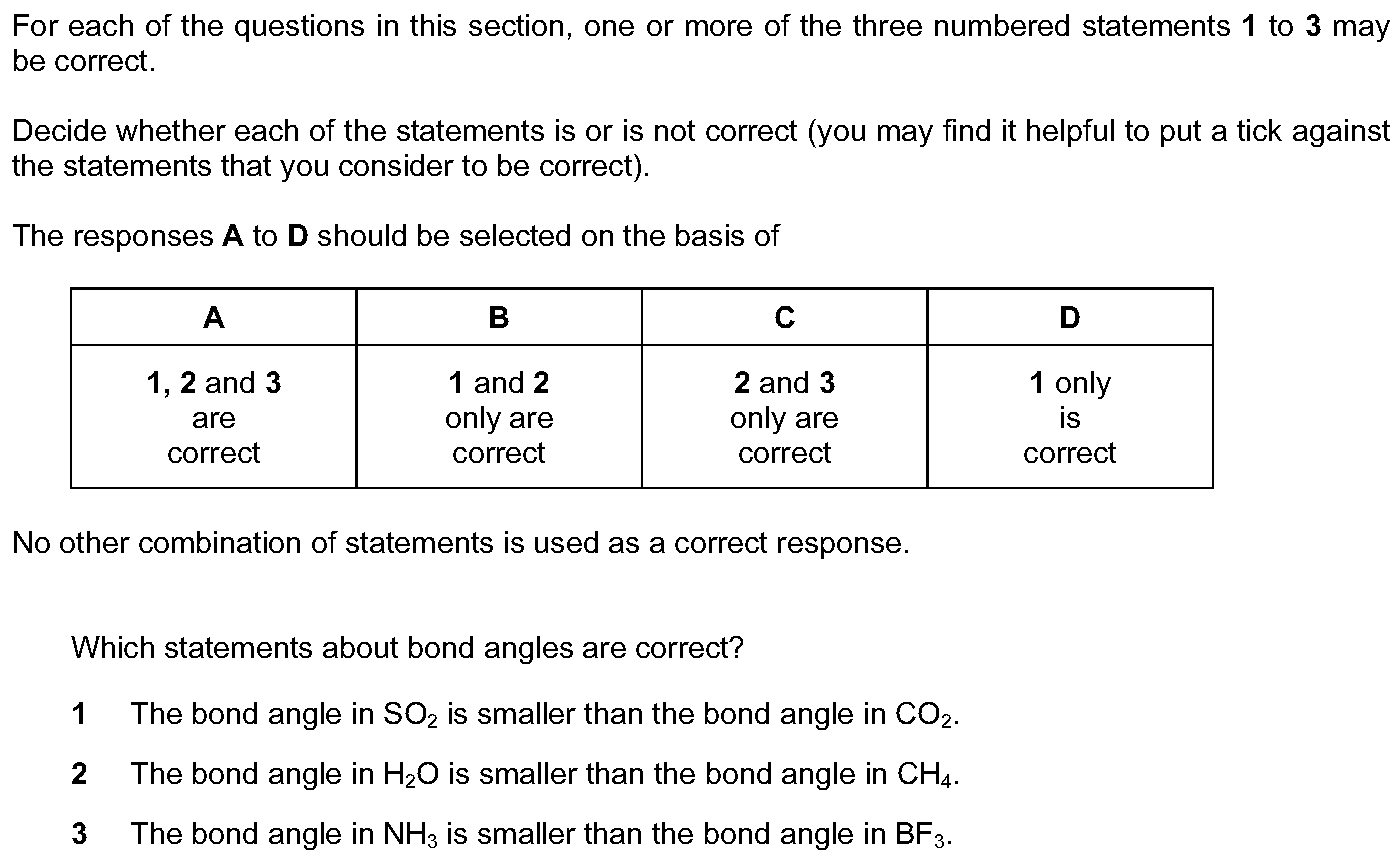 For each of the questions in this section, one or more of the three numbered statements 1 to 3 may
be correct.
Decide whether each of the statements is or is not correct (you may find it helpful to put a tick against
the statements that you consider to be correct).
The responses A to D should be selected on the basis of
A B C D
1, 2 and 3 1 and 2 2 and 3 1 only
are only are only are is
correct correct correct correct
No other combination of statements is used as a correct response.
Which statements about bond angles are correct?
1 The bond angle in SO₂ is smaller than the bond angle in CO₂.
2 The bond angle in H₂O is smaller than the bond angle in CH₄.
3 The bond angle in NH₃ is smaller than the bond angle in BF₃.